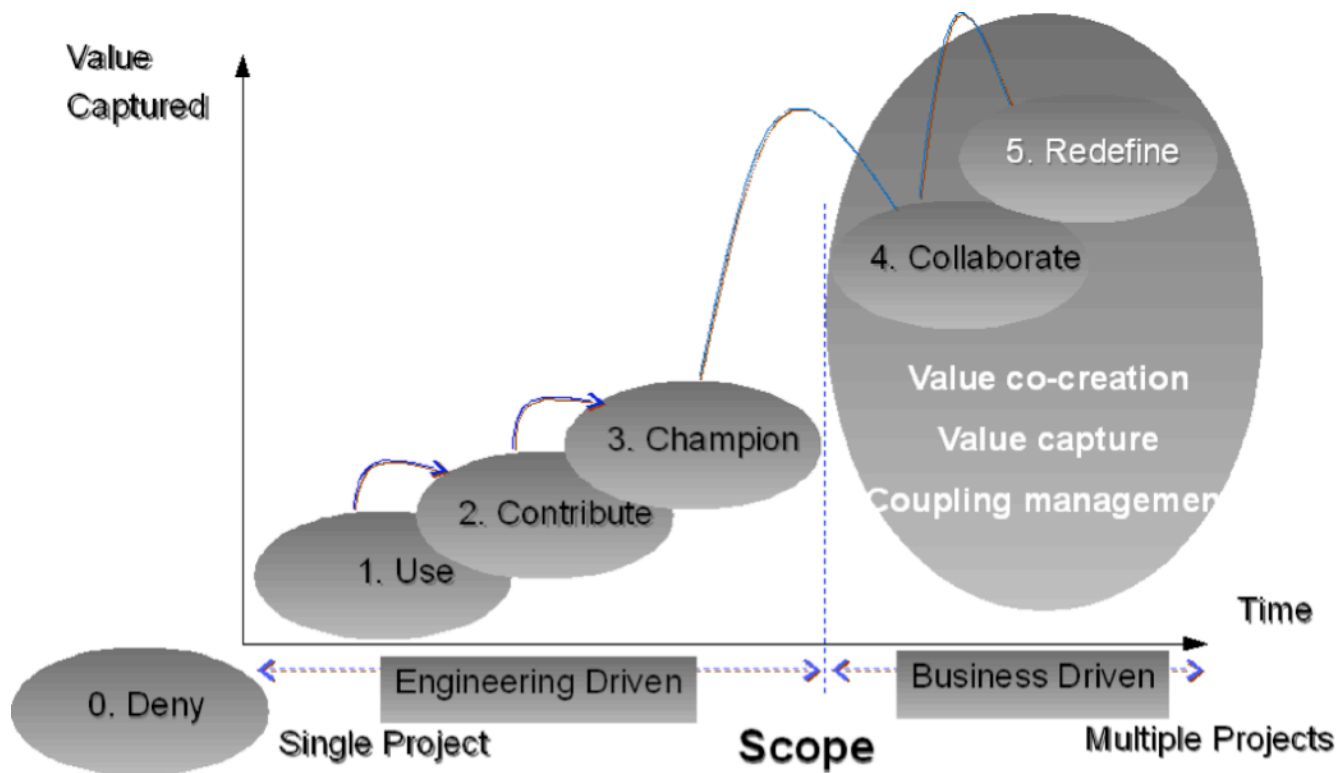 Value
Captured
5. Redefine
4. Collaborate
Value co-creation
3. Champion
Value capture
2. Contribute
Coupling managemen
1. Use
Time
0. Deny
Engineering Driven
Business Driven
Single Project
Scope
Multiple Projects